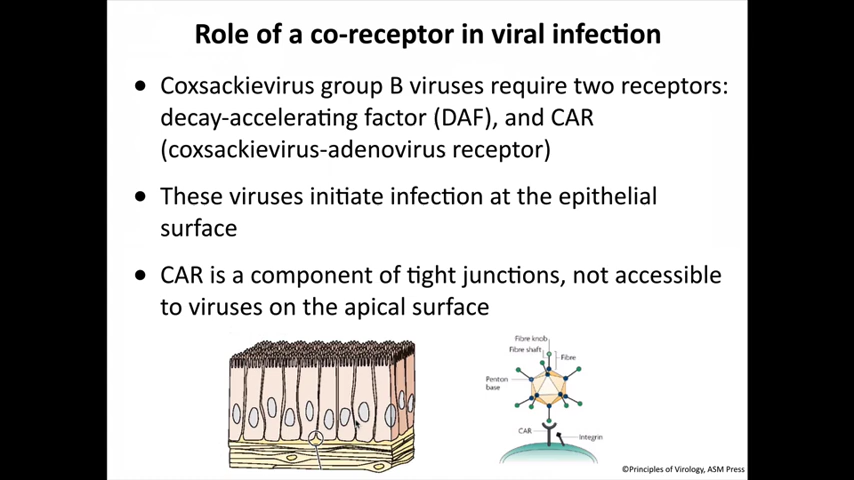 Role of a co-receptor in viral infection
● Coxsackievirus group B viruses require two receptors:
decay-accelerating factor (DAF), and CAR
(coxsackievirus-adenovirus receptor)
● These viruses initiate infection at the epithelial
surface
● CAR is a component of tight junctions, not accessible
to viruses on the apical surface
Fibre knob
Fibre shaft
Fibre
Penton
base
CAR
Integrin
©Principles of Virology, ASM Press